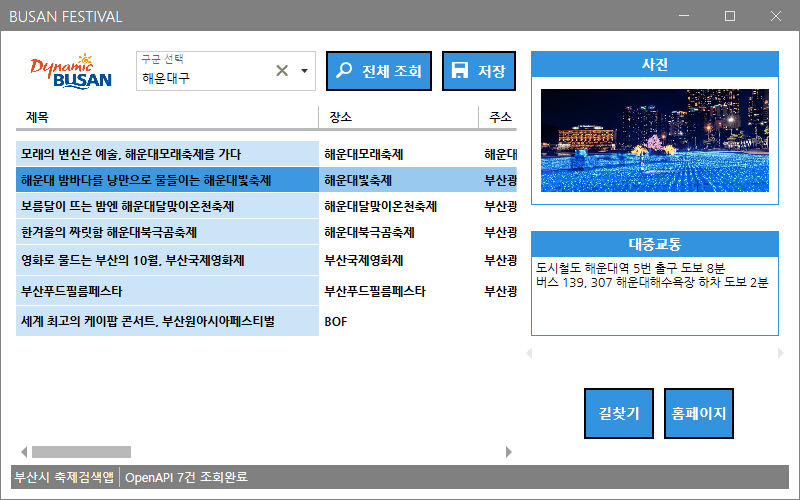 BUSAN FESTIVAL
Dynamic
BUSAN
구군 선택
해운대구
전체 조회
저장
제목 장소 주소
모래의 변신은 예술, 해운대모래축제를 가다 해운대모래축제 해운대
해운대 밤바다를 낭만으로 물들이는 해운대빛축제 해운대빛축제 부산광
보름달이 뜨는 밤엔 해운대달맞이온천축제 해운대달맞이온천축제 부산광
한겨울의 짜릿함 해운대북극곰축제 해운대북극곰축제 부산광
영화로 물드는 부산의 10월, 부산국제영화제 부산국제영화제 부산광
부산푸드필름페스타 부산푸드필름페스타 부산광
세계 최고의 케이팝 콘서트, 부산원아시아페스티벌 BOF
사진
대중교통
도시철도 해운대역 5번 출구 도보 8분
버스 139, 307 해운대해수욕장 하차 도보 2분
길찾기
홈페이지
부산시 축제검색앱 OpenAPI 7건 조회완료